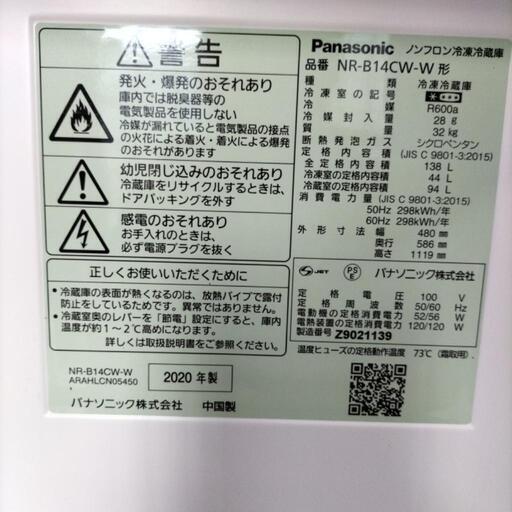 警告
発火・爆発のおそれあり
庫内では脱臭器等の
電気製品を使用しない
冷媒が漏れていると電気製品の接点
の火花による着火・着火による爆発
のおそれがあります
幼児閉じ込みのおそれあり
冷蔵庫をリサイクルするときは、
ドアパッキングを外す
感電のおそれあり
お手入れのときは、
必ず電源プラグを抜く
正しくお使いいただくために
●冷蔵庫の表面が熱くなるのは、放熱パイプで露付
防止をしているためです。異常ではありません。
●冷蔵室奥のレバーを「節電」設定にすると、庫内
温度が約1~2℃高めになります。
詳しくは取扱説明書をご覧ください。
NR-B14CW-W
ARAHLCN05450
2020 年製
パナソニック株式会社 中国製
Panasonic ノンフロン冷凍冷蔵庫
品番 NR-B14CW-W 形
種類 冷凍冷蔵庫
冷凍室の記号
冷媒 R600a
冷媒封入量 28 g
質量 32 kg
断熱発泡ガス シクロペンタン
定格内容積 (JIS C 9801-3:2015)
全定格内容積 138 L
冷凍室の定格内容積 44 L
冷蔵室の定格内容積 94 L
消費電力量 (JIS C 9801-3:2015)
50Hz 298kWh/年
60Hz 298kWh/年
外形寸法 幅 480 mm
奥行 586 mm
高さ 1119 mm
JET PSE パナソニック株式会社
定格電圧 100 V
定格周波数 50/60 Hz
電動機の定格消費電力 52/56 W
電熱装置の定格消費電力 120/120 W
製造番号 Z9021139
温度ヒューズの定格動作温度 73℃ (霜取用)